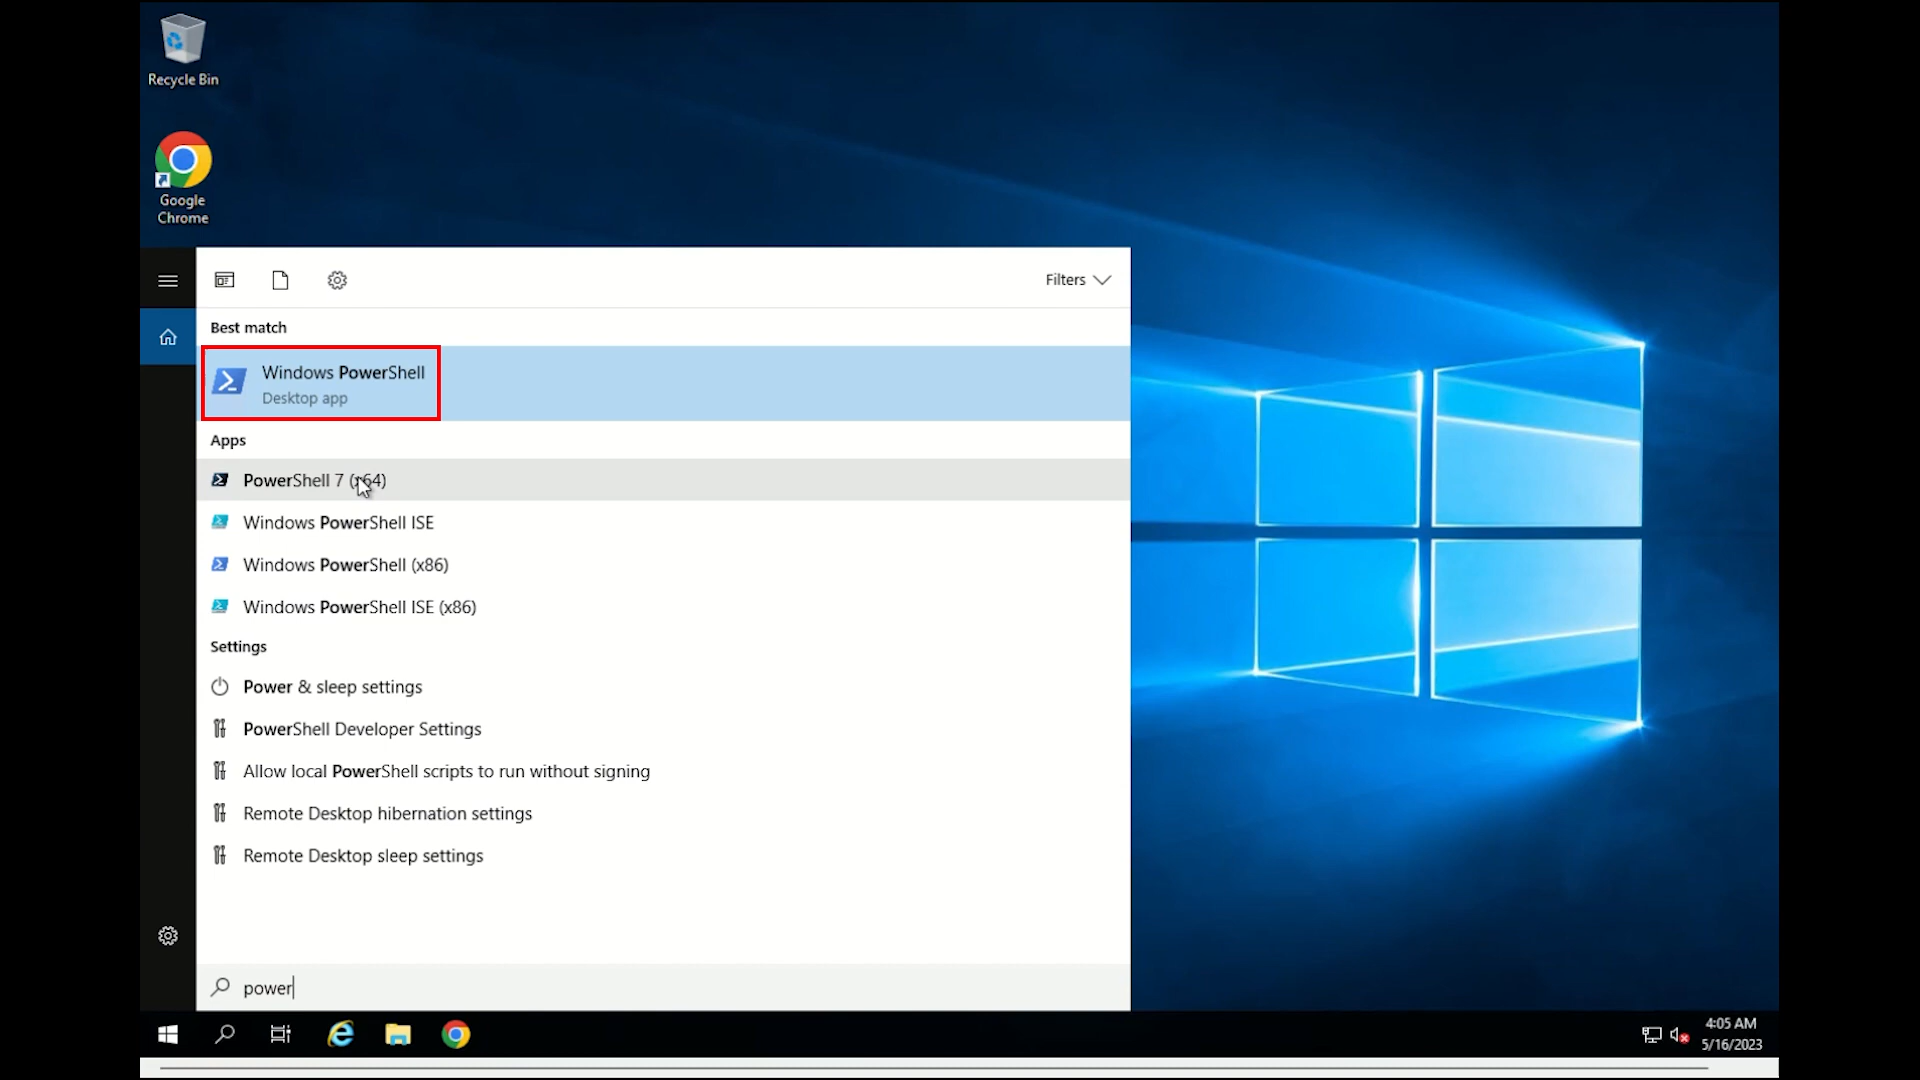 Recycle Bin
Google
Chrome
Filters
Best match
Windows PowerShell
Desktop app
Apps
PowerShell 7 (x64)
Windows PowerShell ISE
Windows PowerShell (x86)
Windows PowerShell ISE (x86)
Settings
Power & sleep settings
PowerShell Developer Settings
Allow local PowerShell scripts to run without signing
Remote Desktop hibernation settings
Remote Desktop sleep settings
power
4:05 AM
5/16/2023